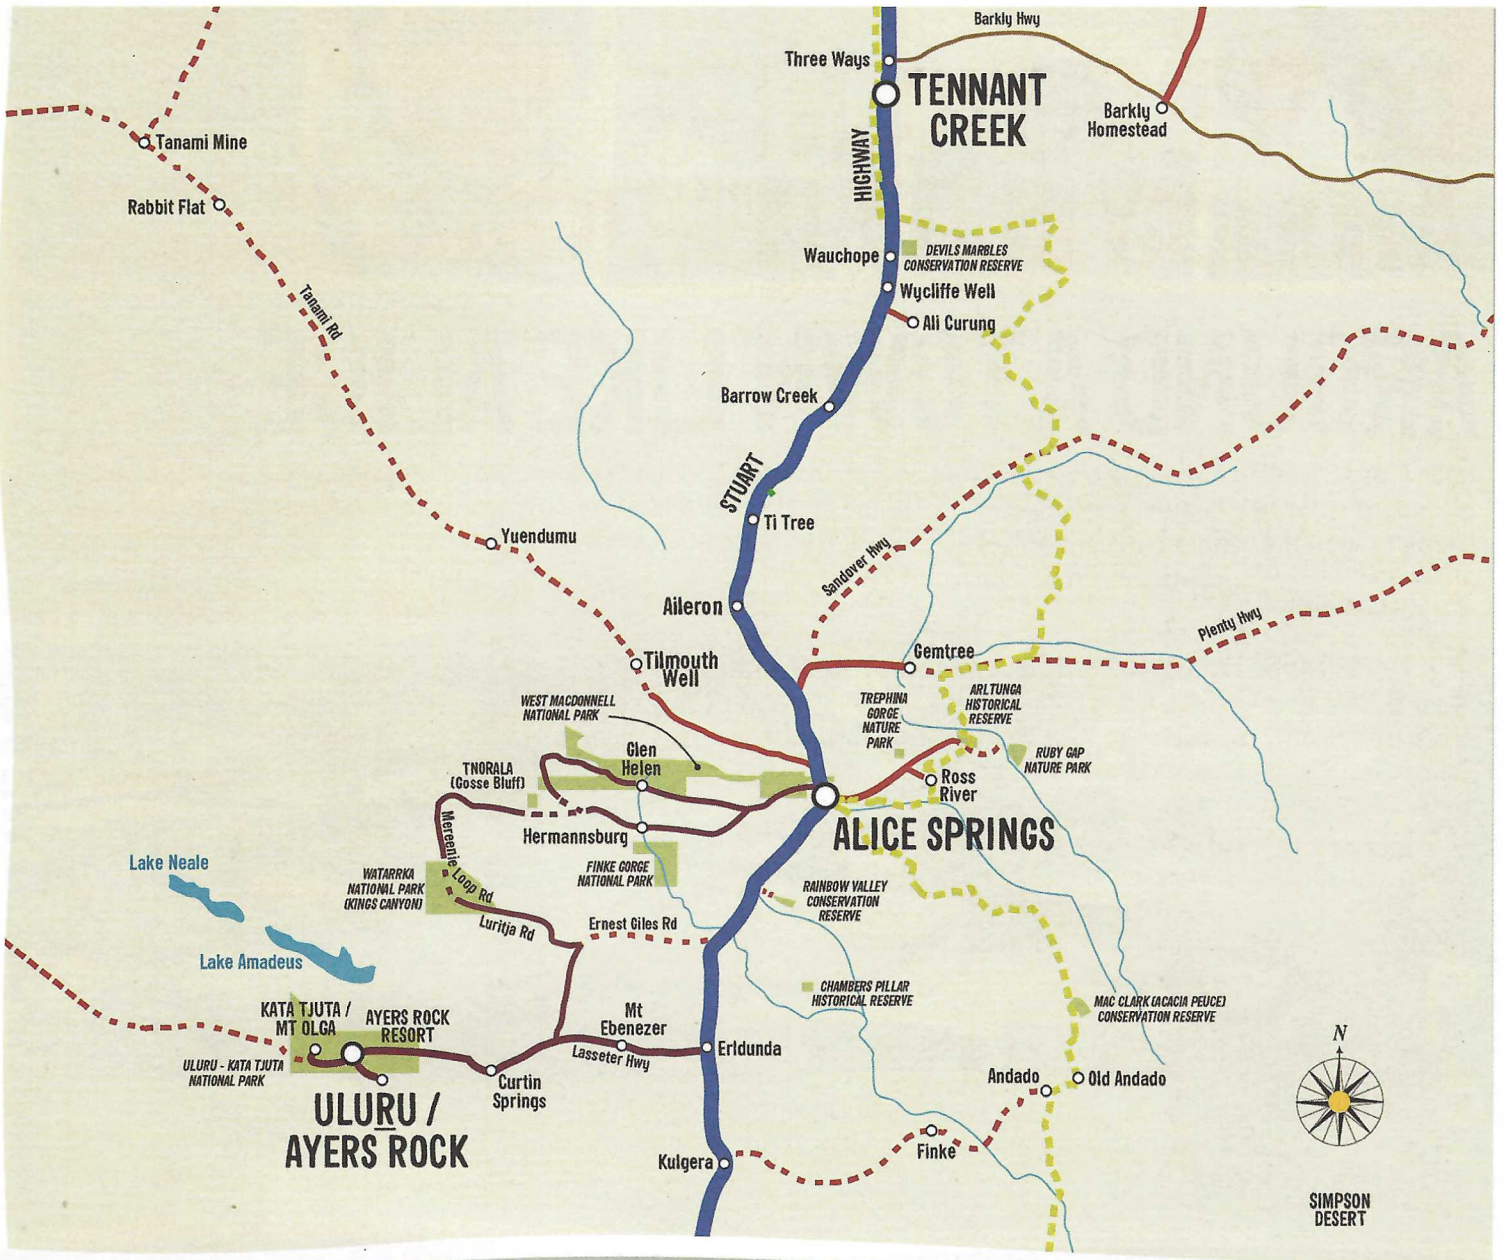 Barkly Hwy
Three Ways
TENNANT
CREEK
Barkly
Homestead
Tanami Mine
HIGHWAY
Rabbit Flat
Wauchope
DEVILS MARBLES
CONSERVATION RESERVE
Wycliffe Well
Tanami Rd
Ali Curung
Barrow Creek
STUART
Ti Tree
Yuendumu
Sandover Hwy
Aileron
Plenty Hwy
Gemtree
Tilmouth
Well
WEST MACDONNELL
NATIONAL PARK
TREPHINA
GORGE
NATURE
PARK
ARLTUNGA
HISTORICAL
RESERVE
Glen
Helen
RUBY GAP
NATURE PARK
TNORALA
(Gosse Bluff)
Ross
River
Hermannsburg
ALICE SPRINGS
Mereenie Loop Rd
Lake Neale
WATARRKA
NATIONAL PARK
(KINGS CANYON)
FINKE GORGE
NATIONAL PARK
RAINBOW VALLEY
CONSERVATION
RESERVE
Luritja Rd
Ernest Giles Rd
Lake Amadeus
CHAMBERS PILLAR
HISTORICAL RESERVE
MAC CLARK (ACACIA PEUCE)
CONSERVATION RESERVE
KATA TJUTA /
MT OLGA
AYERS ROCK
RESORT
Mt
Ebenezer
Lasseter Hwy
Erldunda
ULURU - KATA TJUTA
NATIONAL PARK
Curtin
Springs
Andado
Old Andado
N
ULURU /
AYERS ROCK
Finke
Kulgera
SIMPSON
DESERT